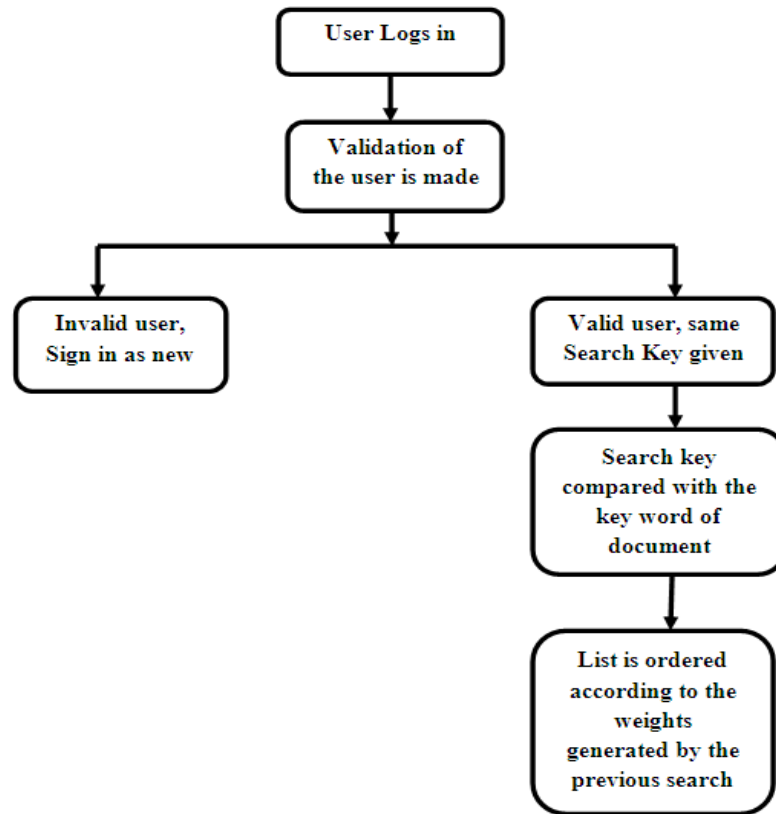 User Logs in
Validation of
the user is made
Invalid user,
Sign in as new
Valid user, same
Search Key given
Search key
compared with the
key word of
document
List is ordered
according to the
weights
generated by the
previous search